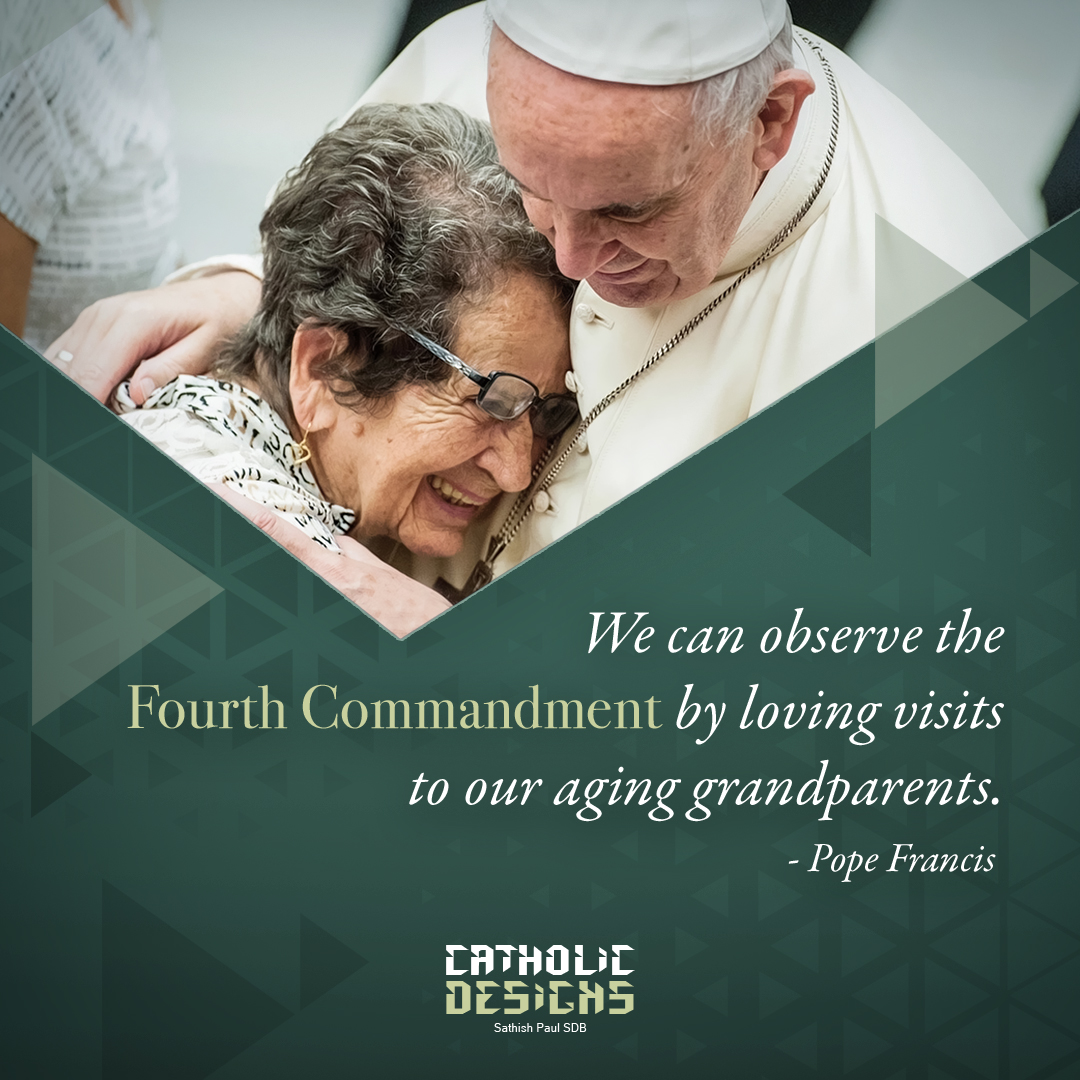 We can observe the
Fourth Commandment by loving visits
to our aging grandparents.
- Pope Francis
CATHOLIC
DESIGNS
Sathish Paul SDB